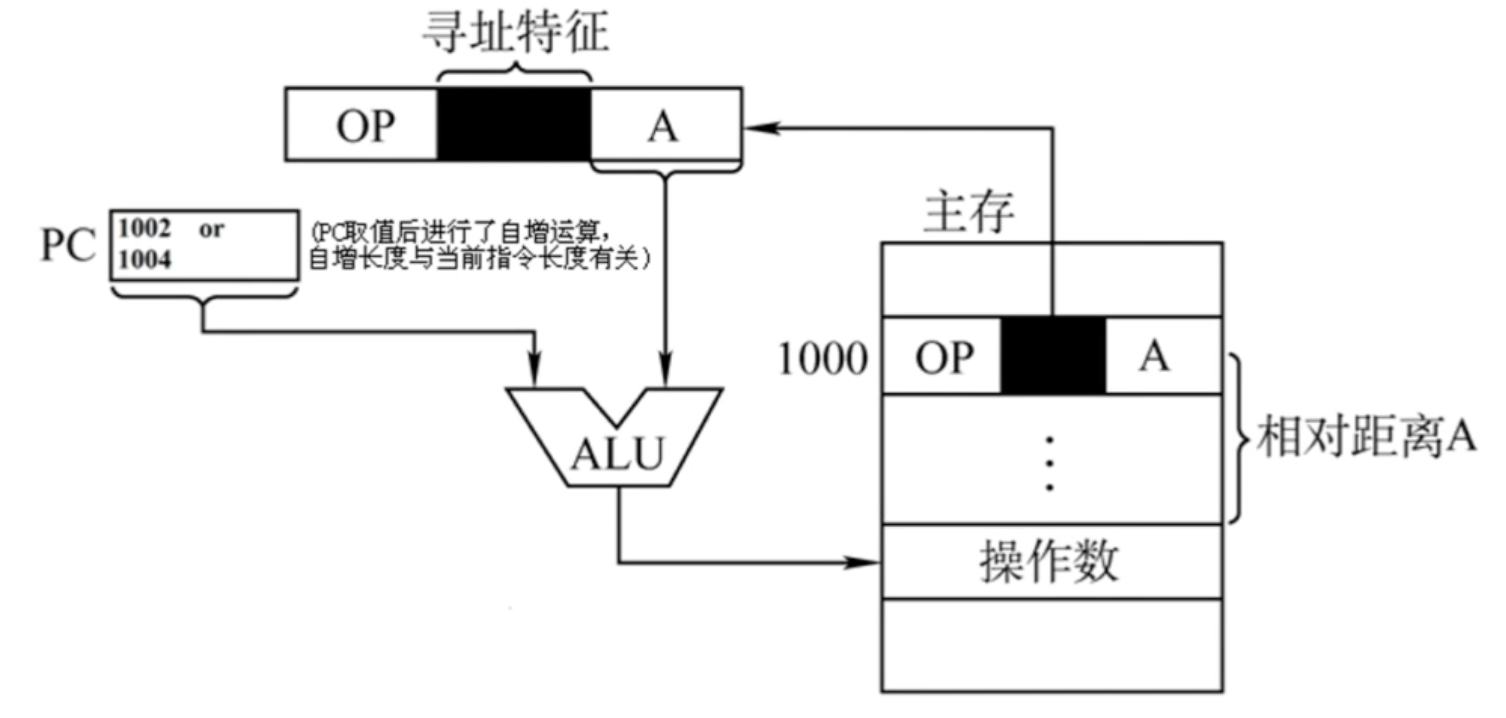 寻址特征
OP A
PC
1002 or
1004
(PC取值后进行了自增运算,
自增长度与当前指令长度有关)
主存
1000
OP A
相对距离A
ALU
操作数